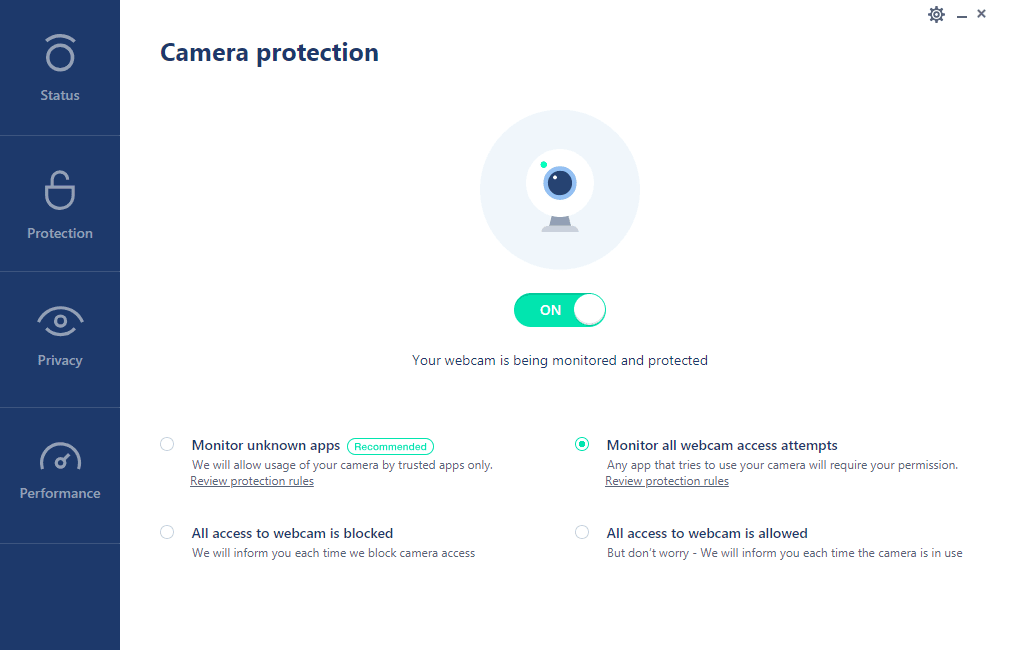 Camera protection
Status
Protection
Privacy
Performance
ON
Your webcam is being monitored and protected
Monitor unknown apps Recommended
We will allow usage of your camera by trusted apps only.
Review protection rules
Monitor all webcam access attempts
Any app that tries to use your camera will require your permission.
Review protection rules
All access to webcam is blocked
We will inform you each time we block camera access
All access to webcam is allowed
But don't worry - We will inform you each time the camera is in use